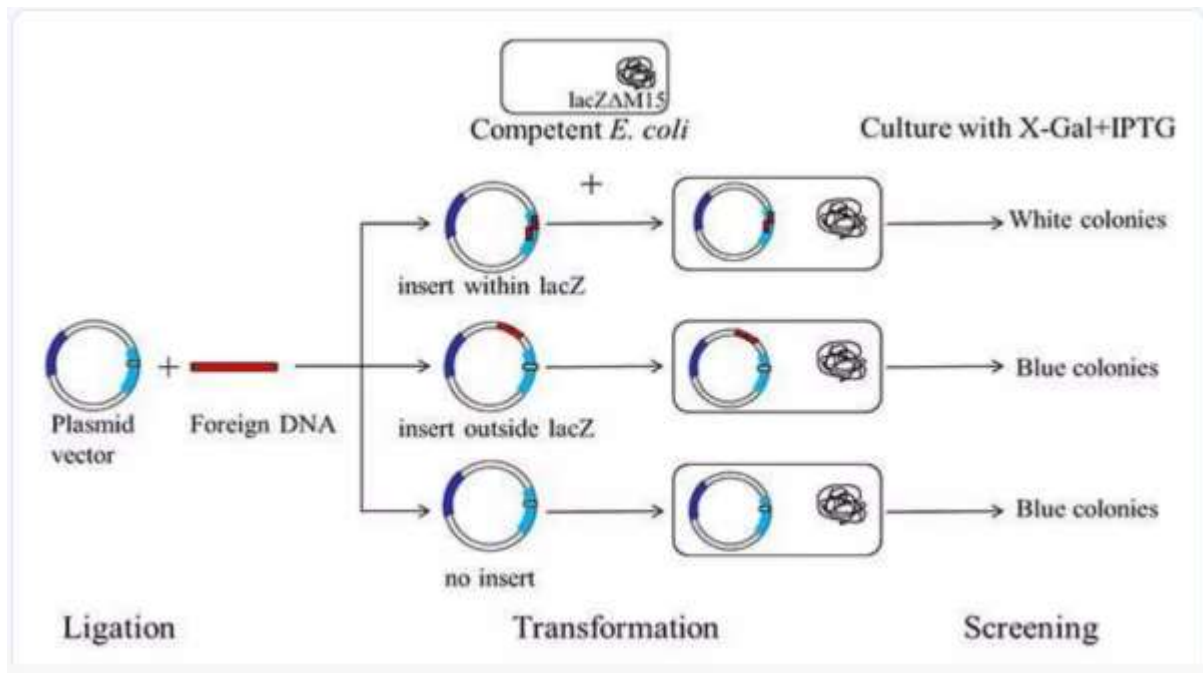 lacZΔM15
Competent E. coli
Culture with X-Gal+IPTG
+
White colonies
insert within lacZ
+
Plasmid
vector
Foreign DNA
insert outside lacZ
Blue colonies
no insert
Blue colonies
Ligation
Transformation
Screening